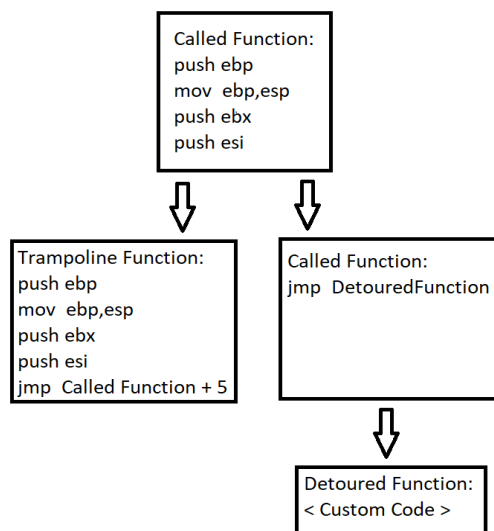 Called Function:
push ebp
mov ebp,esp
push ebx
push esi
Trampoline Function:
push ebp
mov ebp,esp
push ebx
push esi
jmp Called Function + 5
Called Function:
jmp DetouredFunction
Detoured Function:
< Custom Code >